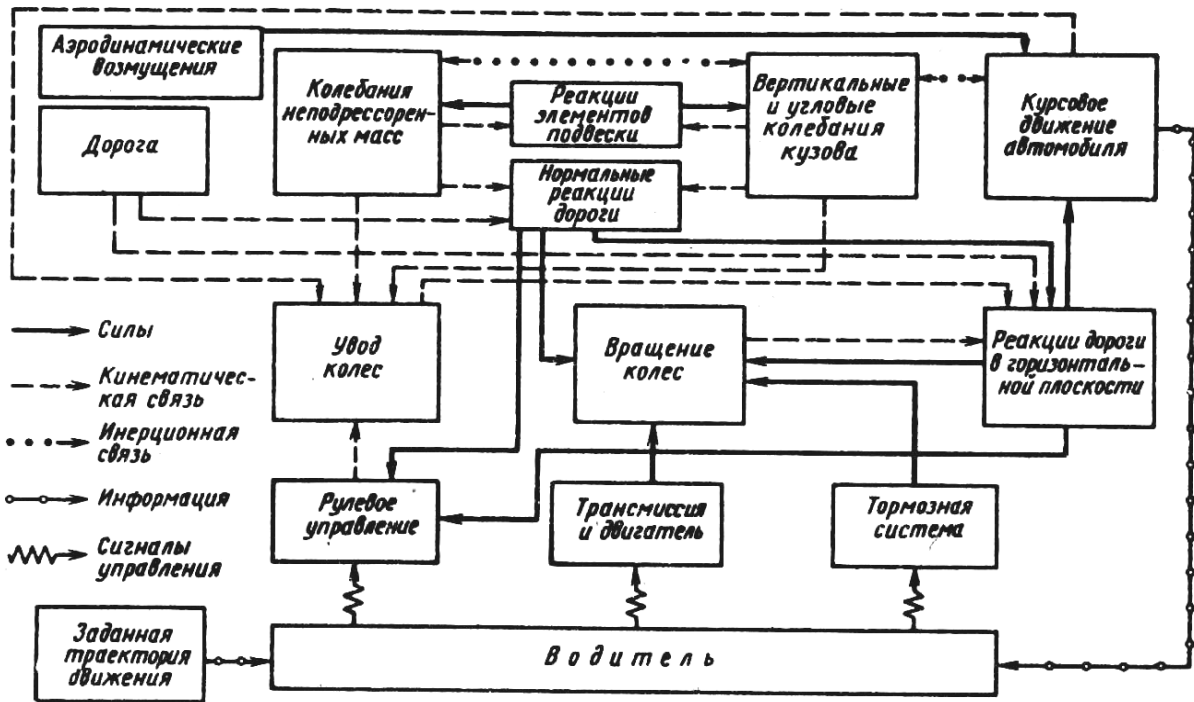 Аэродинамические
возмущения
Колебания
неподрессорен-
ных масс
Реакции
элементов
подвески
Вертикальные
и угловые
колебания
кузова
Курсовое
движение
автомобиля
Дорога
Нормальные
реакции
дороги
Силы
Кинематичес-
кая связь
Инерционная
связь
Информация
Сигналы
управления
Увод
колес
Вращение
колес
Реакции дороги
в горизонталь-
ной плоскости
Рулевое
управление
Трансмиссия
и двигатель
Тормозная
система
Заданная
траектория
движения
Водитель